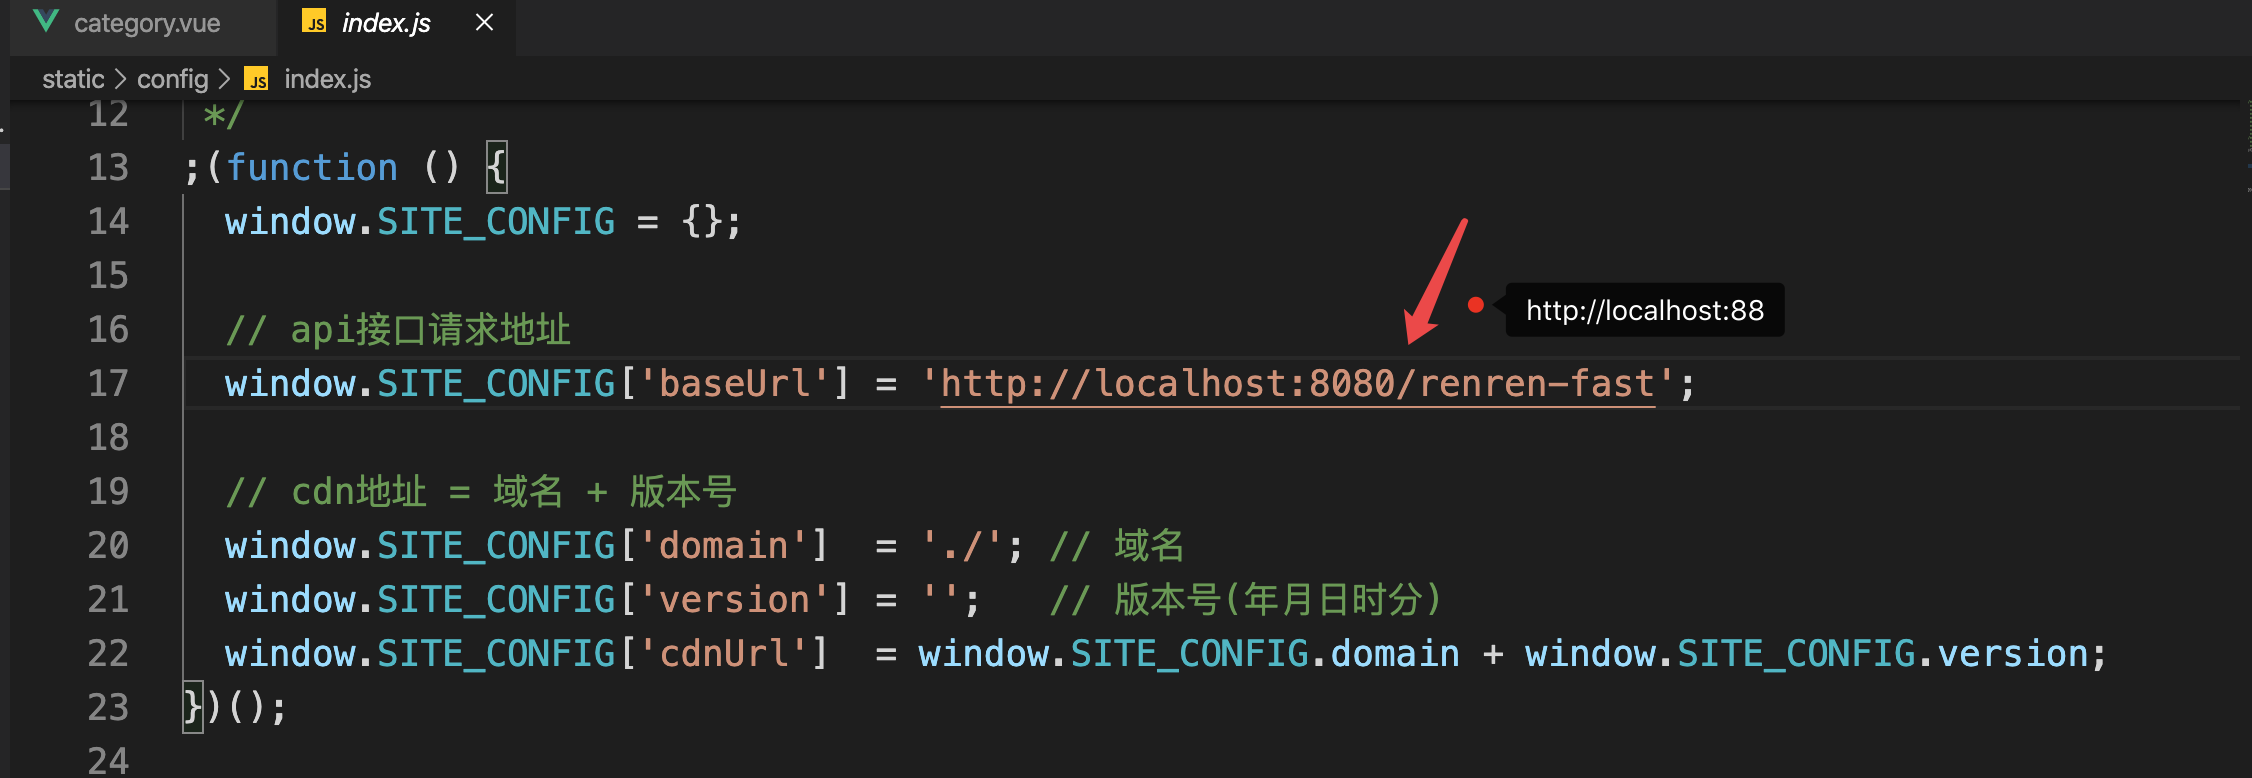 category.vue
JS index.js
static > config > JS index.js
12 */
13 ;(function () {
14 window.SITE_CONFIG = {};
15
16 // api接口请求地址
http://localhost:88
17 window.SITE_CONFIG['baseUrl'] = 'http://localhost:8080/renren-fast';
18
19 // cdn地址 = 域名 + 版本号
20 window.SITE_CONFIG['domain']  = './'; // 域名
21 window.SITE_CONFIG['version'] = '';   // 版本号(年月日时分)
22 window.SITE_CONFIG['cdnUrl']  = window.SITE_CONFIG.domain + window.SITE_CONFIG.version;
23 })();
24